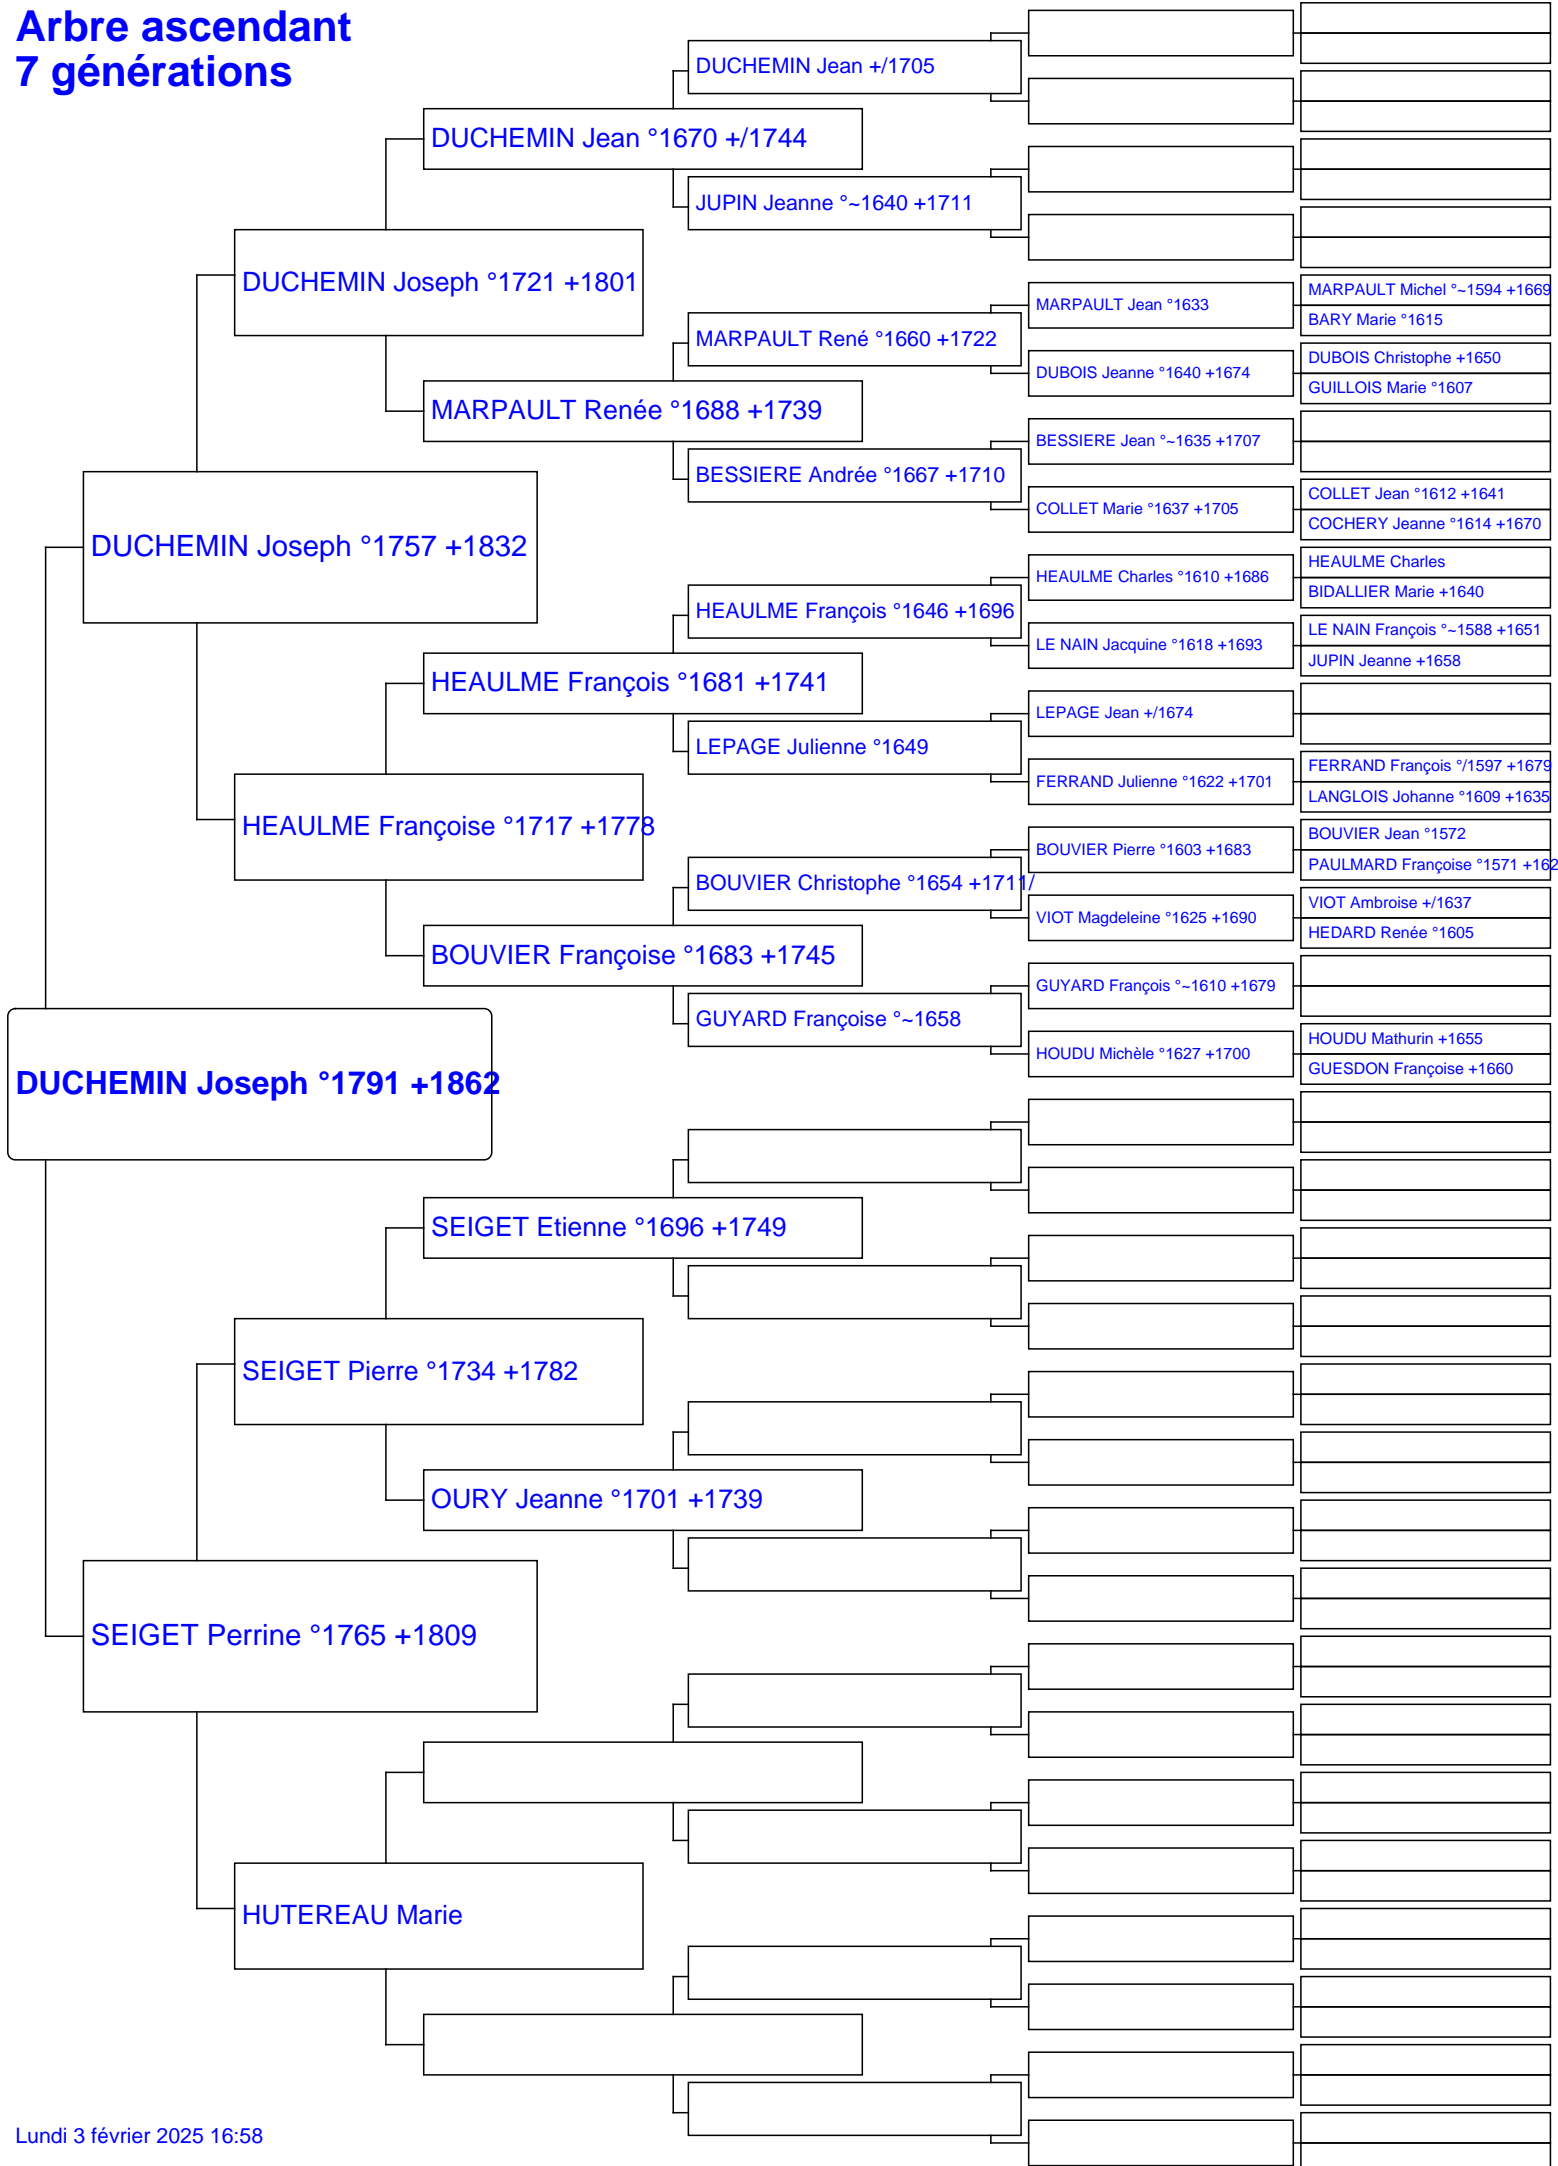 Arbre ascendant
7 générations
DUCHEMIN Jean +/1705
DUCHEMIN Jean °1670 +/1744
JUPIN Jeanne °~1640 +1711
DUCHEMIN Joseph °1721 +1801
MARPAULT Michel °~1594 +1669
MARPAULT Jean °1633
BARY Marie °1615
MARPAULT René °1660 +1722
DUBOIS Christophe +1650
DUBOIS Jeanne °1640 +1674
GUILLOIS Marie °1607
MARPAULT Renée °1688 +1739
BESSIERE Jean °~1635 +1707
BESSIERE Andrée °1667 +1710
COLLET Jean °1612 +1641
COLLET Marie °1637 +1705
COCHERY Jeanne °1614 +1670
DUCHEMIN Joseph °1757 +1832
HEAULME Charles
HEAULME Charles °1610 +1686
BIDALLIER Marie +1640
HEAULME François °1646 +1696
LE NAIN François °~1588 +1651
LE NAIN Jacquine °1618 +1693
JUPIN Jeanne +1658
HEAULME François °1681 +1741
LEPAGE Jean +/1674
LEPAGE Julienne °1649
FERRAND François °/1597 +1679
FERRAND Julienne °1622 +1701
LANGLOIS Johanne °1609 +1635
HEAULME Françoise °1717 +1778
BOUVIER Jean °1572
BOUVIER Pierre °1603 +1683
PAULMARD Françoise °1571 +162
BOUVIER Christophe °1654 +1711/
VIOT Ambroise +/1637
VIOT Magdeleine °1625 +1690
HEDARD Renée °1605
BOUVIER Françoise °1683 +1745
GUYARD François °~1610 +1679
GUYARD Françoise °~1658
HOUDU Mathurin +1655
HOUDU Michèle °1627 +1700
GUESDON Françoise +1660
DUCHEMIN Joseph °1791 +1862
SEIGET Etienne °1696 +1749
SEIGET Pierre °1734 +1782
OURY Jeanne °1701 +1739
SEIGET Perrine °1765 +1809
HUTEREAU Marie
Lundi 3 février 2025 16:58